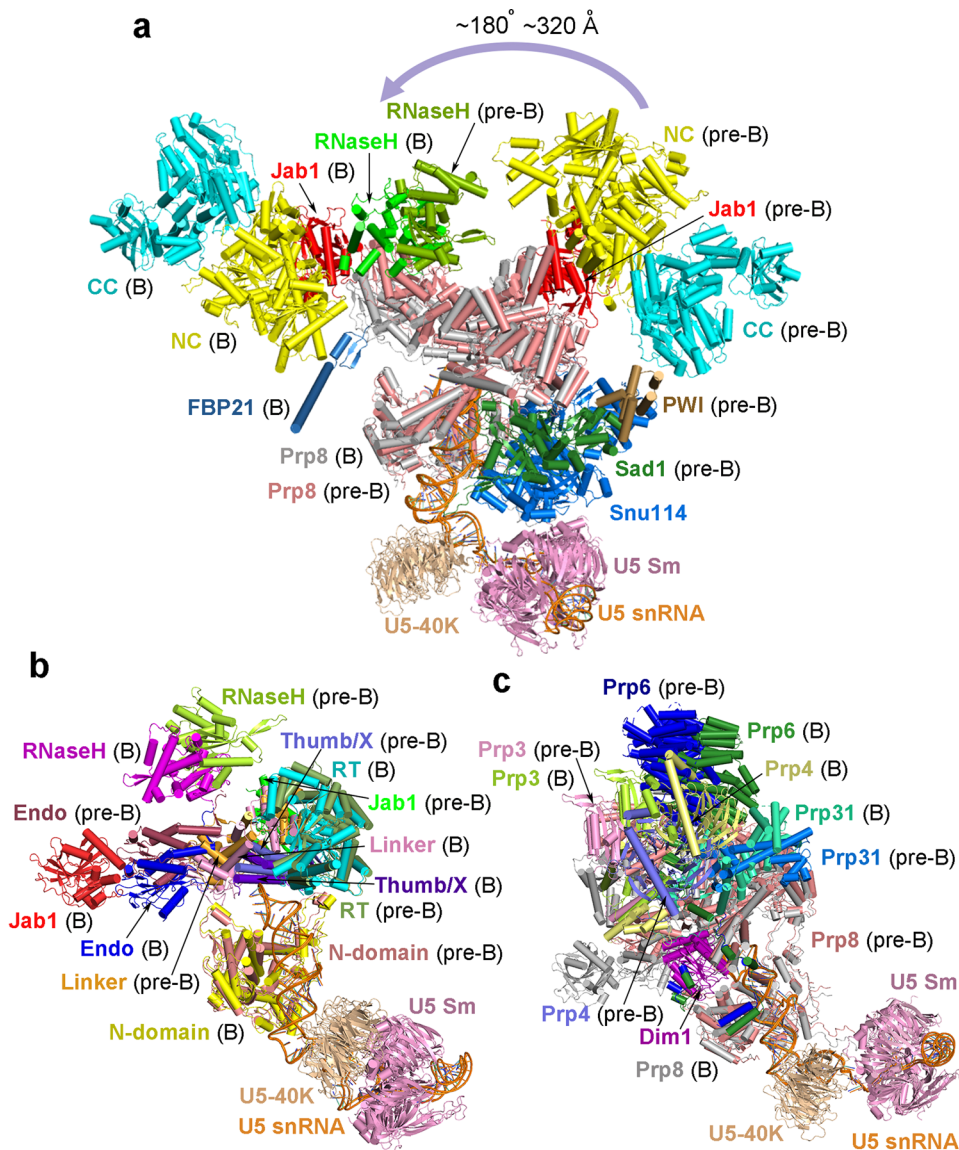 a
~180° ~320 Å
RNaseH (pre-B)
RNaseH (B)
NC (pre-B)
Jab1 (B)
Jab1 (pre-B)
CC (B)
CC (pre-B)
NC (B)
FBP21 (B)
PWI (pre-B)
Prp8 (B)
Sad1 (pre-B)
Prp8 (pre-B)
Snu114
U5 Sm
U5-40K
U5 snRNA
b
RNaseH (pre-B)
Thumb/X (pre-B)
RNaseH (B)
RT (B)
Jab1 (pre-B)
Endo (pre-B)
Linker (B)
Thumb/X (B)
Jab1 (B)
RT (pre-B)
Endo (B)
N-domain (pre-B)
Linker (pre-B)
U5 Sm
N-domain (B)
U5-40K
U5 snRNA
c
Prp6 (pre-B)
Prp6 (B)
Prp3 (pre-B)
Prp4 (B)
Prp3 (B)
Prp31 (B)
Prp31 (pre-B)
Prp8 (pre-B)
U5 Sm
Prp4 (pre-B)
Dim1
Prp8 (B)
U5-40K
U5 snRNA